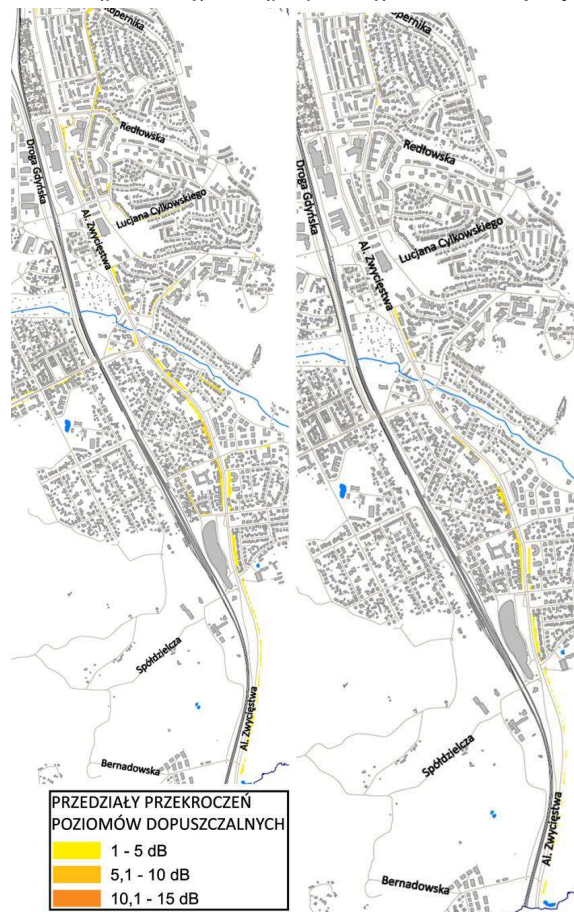 Kopernika
Redłowska
Droga Gdyńska
Lucjana Cylkowskiego
Al. Zwycięstwa
Spółdzielcza
Al. Zwycięstwa
Bernadowska
Kopernika
Redłowska
Droga Gdyńska
Lucjana Cylkowskiego
Al. Zwycięstwa
Spółdzielcza
Al. Zwycięstwa
Bernadowska
PRZEDZIAŁY PRZEKROCZEŃ
POZIOMÓW DOPUSZCZALNYCH
1 - 5 dB
5,1 - 10 dB
10,1 - 15 dB